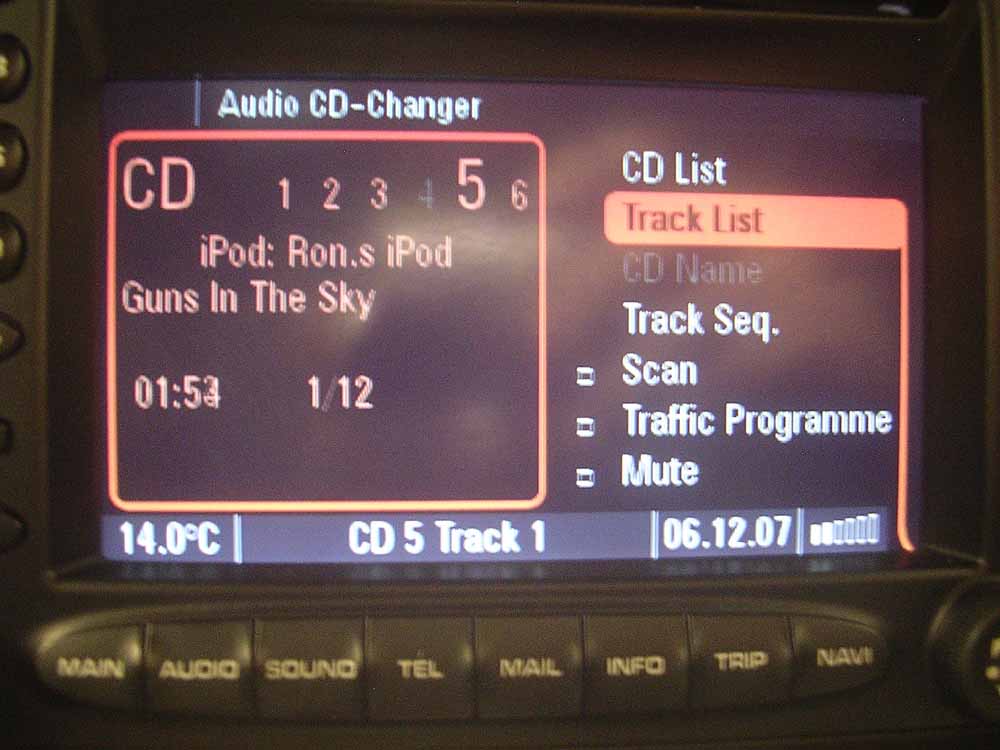 Audio CD-Changer
CD 1 2 3 4 5 6
iPod: Ron.s iPod
Guns In The Sky
01:53 1/12
CD List
Track List
CD Name
Track Seq.
Scan
Traffic Programme
Mute
14.0°C CD 5 Track 1 06.12.07
MAIN AUDIO SOUND TEL MAIL INFO TRIP NAVI